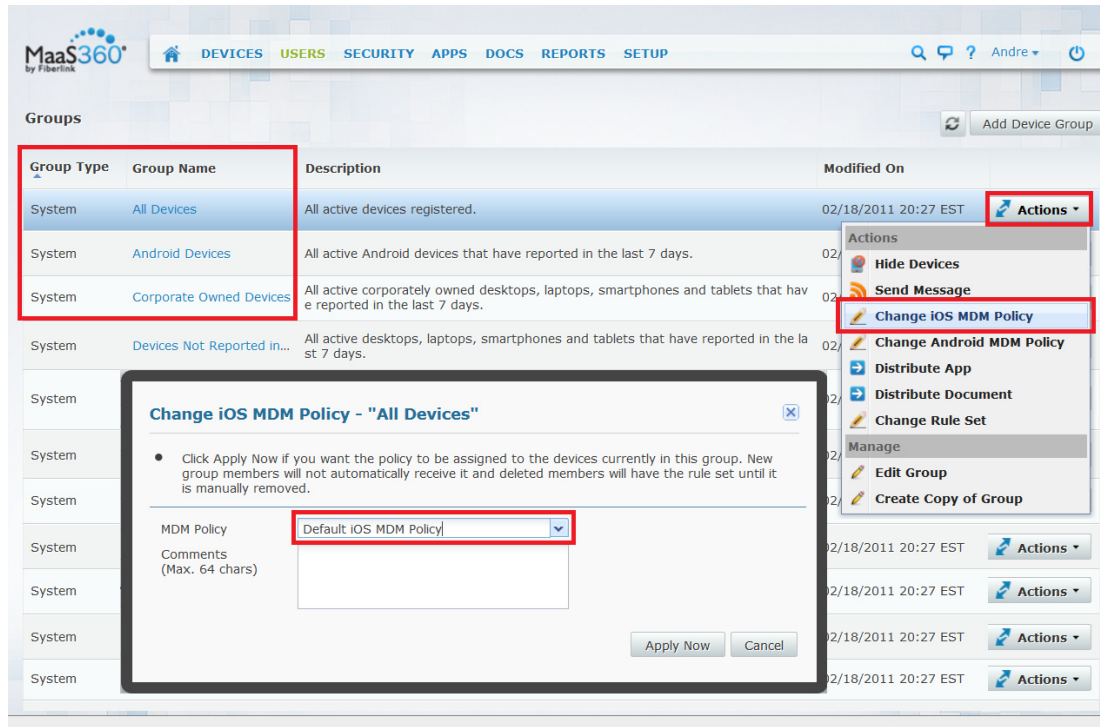 MaaS360
by Fiberlink
DEVICES USERS SECURITY APPS DOCS REPORTS SETUP
? Andre
Groups
Add Device Group
Group Type Group Name Description Modified On
System All Devices All active devices registered. 02/18/2011 20:27 EST Actions
System Android Devices All active Android devices that have reported in the last 7 days. 02/
System Corporate Owned Devices All active corporately owned desktops, laptops, smartphones and tablets that hav
e reported in the last 7 days. 02/
System Devices Not Reported in... All active desktops, laptops, smartphones and tablets that have reported in the la
st 7 days. 02/
Actions
Hide Devices
Send Message
Change iOS MDM Policy
Change Android MDM Policy
Distribute App
Distribute Document
Change Rule Set
Manage
Edit Group
Create Copy of Group
System 02/
System 02/
System 02/
System 02/18/2011 20:27 EST Actions
System 02/18/2011 20:27 EST Actions
System 02/18/2011 20:27 EST Actions
System 02/18/2011 20:27 EST Actions
Change iOS MDM Policy - "All Devices"
Click Apply Now if you want the policy to be assigned to the devices currently in this group. New
group members will not automatically receive it and deleted members will have the rule set until it
is manually removed.
MDM Policy Default iOS MDM Policy
Comments
(Max. 64 chars)
Apply Now Cancel